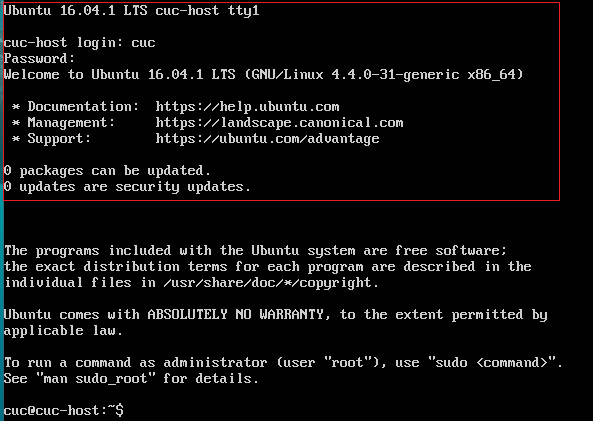 Ubuntu 16.04.1 LTS cuc-host tty1
cuc-host login: cuc
Password:
Welcome to Ubuntu 16.04.1 LTS (GNU/Linux 4.4.0-31-generic x86_64)
* Documentation:  https://help.ubuntu.com
* Management:     https://landscape.canonical.com
* Support:        https://ubuntu.com/advantage
0 packages can be updated.
0 updates are security updates.
The programs included with the Ubuntu system are free software;
the exact distribution terms for each program are described in the
individual files in /usr/share/doc/*/copyright.
Ubuntu comes with ABSOLUTELY NO WARRANTY, to the extent permitted by
applicable law.
To run a command as administrator (user "root"), use "sudo <command>".
See "man sudo_root" for details.
cuc@cuc-host:~$